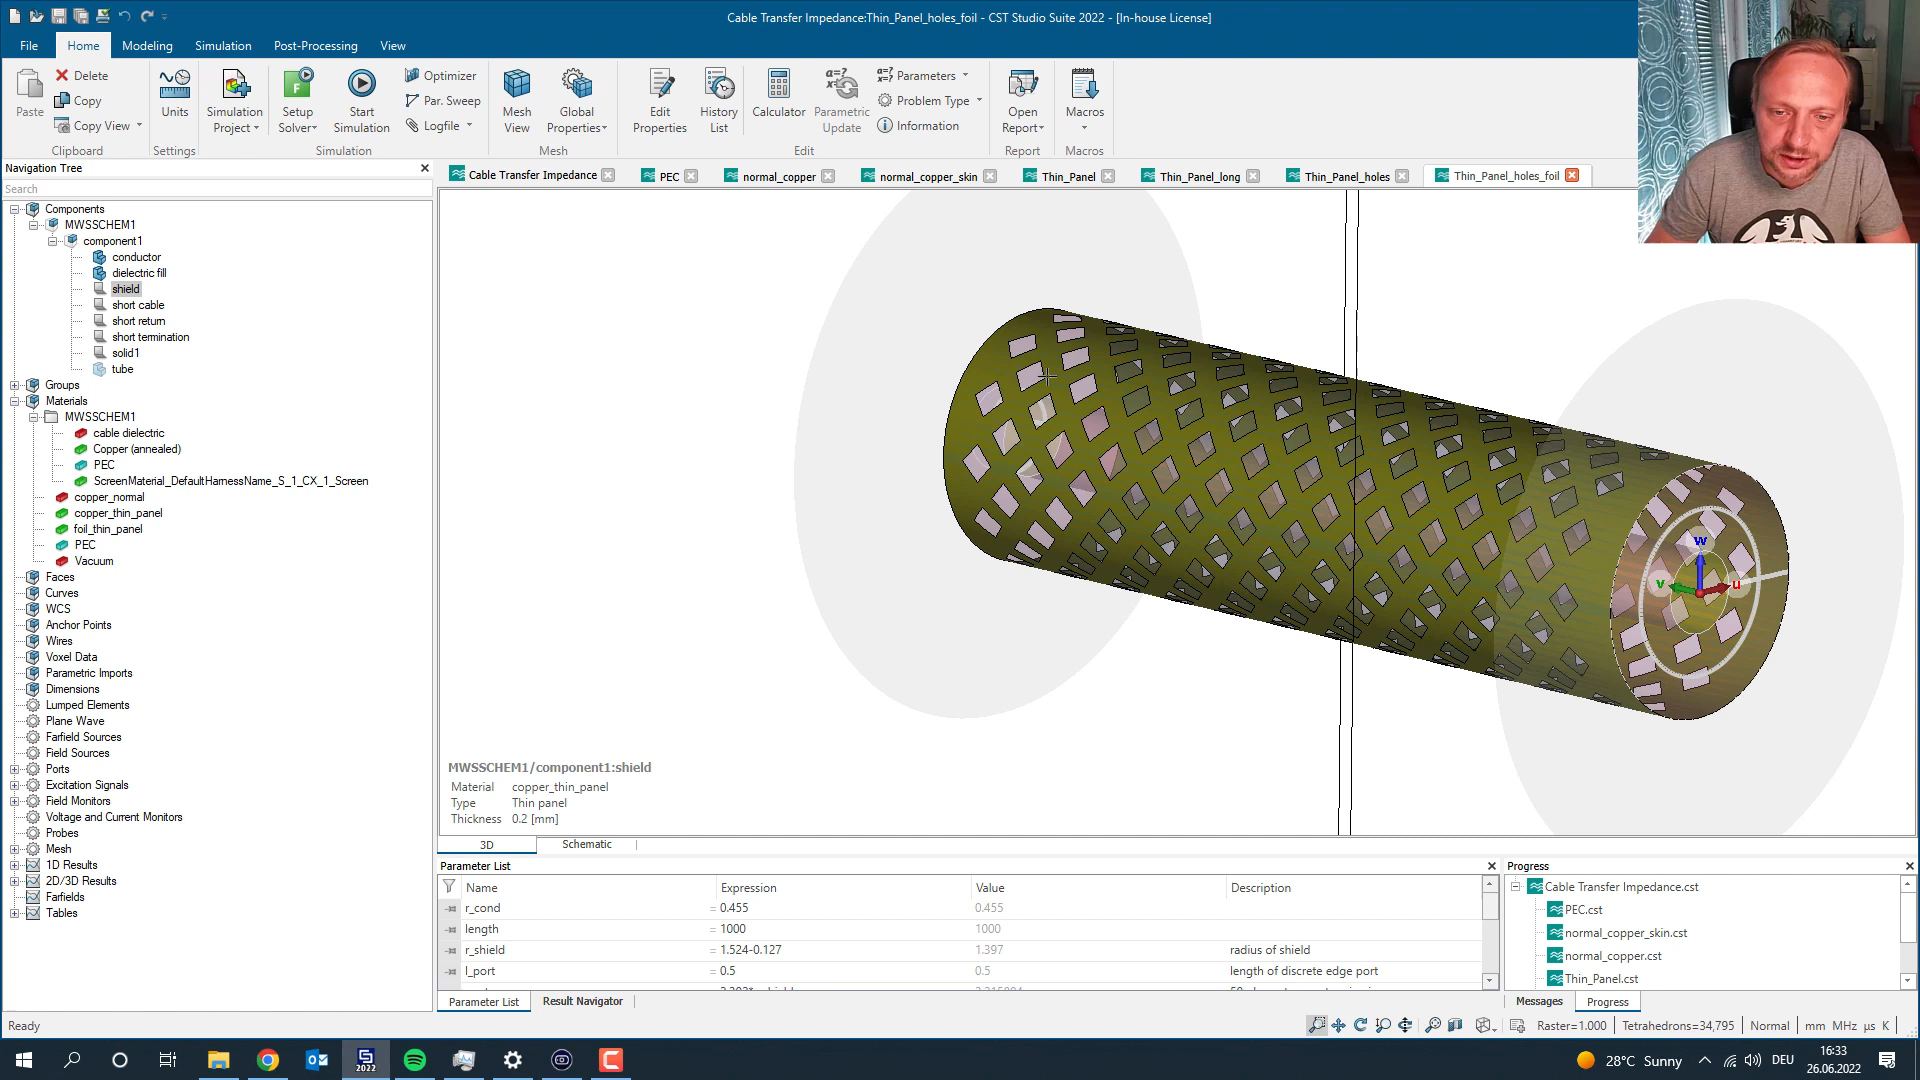 Cable Transfer Impedance:Thin_Panel_holes_foil - CST Studio Suite 2022 - [In-house License]
File Home Modeling Simulation Post-Processing View
Paste
Delete
Copy
Copy View
Clipboard
Units
Settings
Simulation Project
Setup Solver
Start Simulation
Optimizer
Par. Sweep
Logfile
Simulation
Mesh View
Global Properties
Mesh
Edit Properties
History List
Calculator
Parametric Update
Parameters
Problem Type
Information
Edit
Open Report
Report
Macros
Macros
Navigation Tree
Search
Components
MWSSCHEM1
component1
conductor
dielectric fill
shield
short cable
short return
short termination
solid1
tube
Groups
Materials
MWSSCHEM1
cable dielectric
Copper (annealed)
PEC
ScreenMaterial_DefaultHarnessName_S_1_CX_1_Screen
copper_normal
copper_thin_panel
foil_thin_panel
PEC
Vacuum
Faces
Curves
WCS
Anchor Points
Wires
Voxel Data
Parametric Imports
Dimensions
Lumped Elements
Plane Wave
Farfield Sources
Field Sources
Ports
Excitation Signals
Field Monitors
Voltage and Current Monitors
Probes
Mesh
1D Results
2D/3D Results
Farfields
Tables
Cable Transfer Impedance PEC normal_copper normal_copper_skin Thin_Panel Thin_Panel_long Thin_Panel_holes Thin_Panel_holes_foil
w
v u
MWSSCHEM1/component1:shield
Material copper_thin_panel
Type Thin panel
Thickness 0.2 [mm]
3D Schematic
Parameter List
Name Expression Value Description
r_cond = 0.455 0.455
length = 1000 1000
r_shield = 1.524-0.127 1.397 radius of shield
l_port = 0.5 0.5 length of discrete edge port
Parameter List Result Navigator
Progress
Cable Transfer Impedance.cst
PEC.cst
normal_copper_skin.cst
normal_copper.cst
Thin_Panel.cst
Messages Progress
Ready
Raster=1.000 Tetrahedrons=34,795 Normal mm MHz µs K
2022
28°C Sunny DEU
16:33
26.06.2022